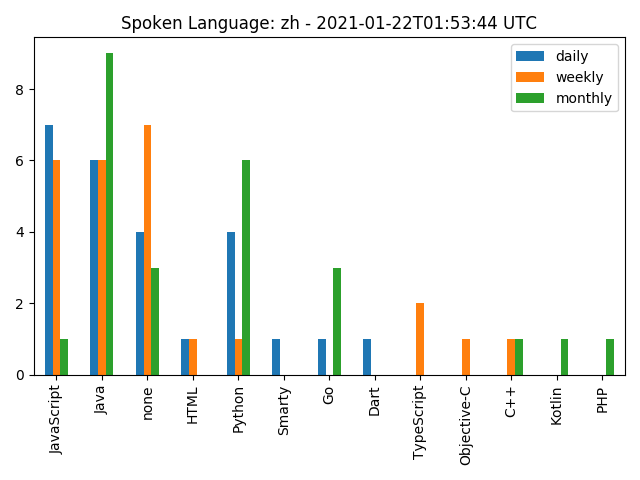 Spoken Language: zh - 2021-01-22T01:53:44 UTC
daily
weekly
monthly
8
6
4
2
0
JavaScript
Java
none
HTML
Python
Smarty
Go
Dart
TypeScript
Objective-C
C++
Kotlin
PHP